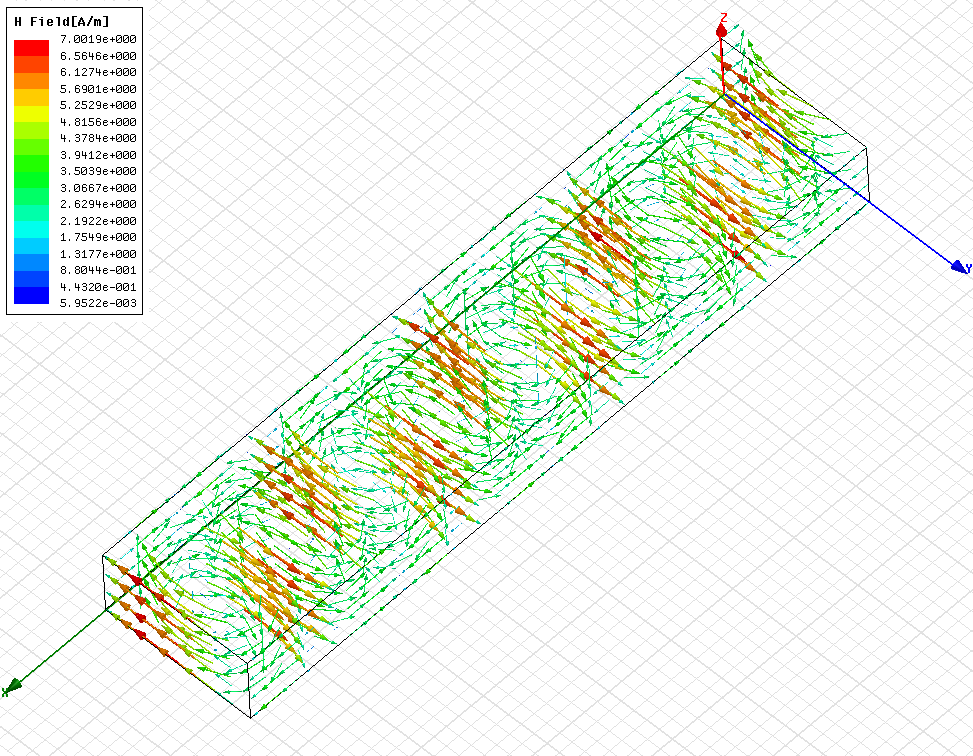 H Field[A/m]
7.0019e+000
6.5646e+000
6.1274e+000
5.6901e+000
5.2529e+000
4.8156e+000
4.3784e+000
3.9412e+000
3.5039e+000
3.0667e+000
2.6294e+000
2.1922e+000
1.7549e+000
1.3177e+000
8.8044e-001
4.4320e-001
5.9522e-003
Z
Y
X